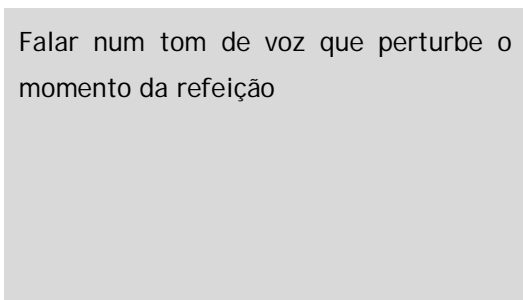 Falar num tom de voz que perturbe o
momento da refeição